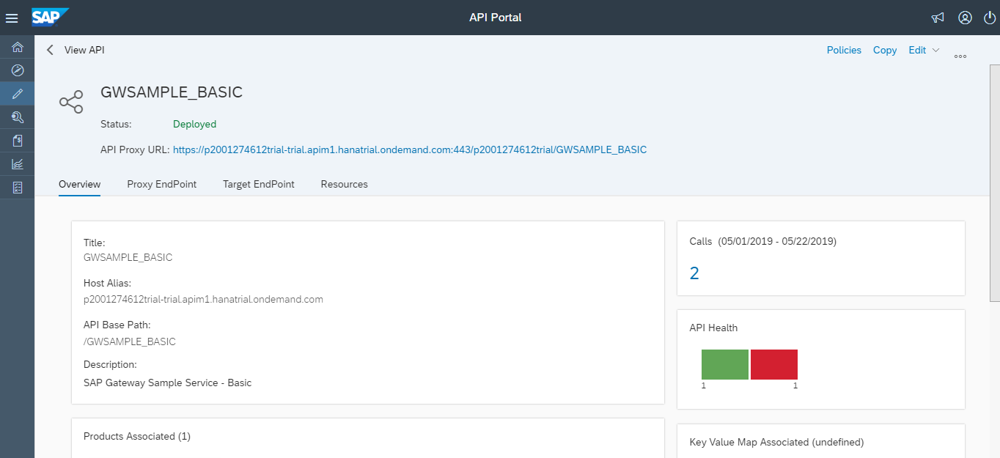 SAP
API Portal
View API
Policies
Copy
Edit
GWSAMPLE_BASIC
Status: Deployed
API Proxy URL: https://p2001274612trial-trial.apim1.hanatrial.ondemand.com:443/p2001274612trial/GWSAMPLE_BASIC
Overview
Proxy EndPoint
Target EndPoint
Resources
Title:
GWSAMPLE_BASIC
Host Alias:
p2001274612trial-trial.apim1.hanatrial.ondemand.com
API Base Path:
/GWSAMPLE_BASIC
Description:
SAP Gateway Sample Service - Basic
Products Associated (1)
Calls (05/01/2019 - 05/22/2019)
2
API Health
1 1
Key Value Map Associated (undefined)